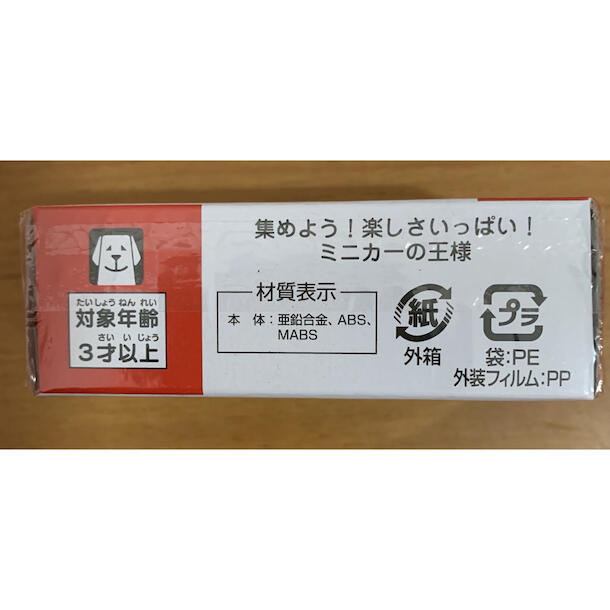 集めよう！楽しさいっぱい！
ミニカーの王様
たいしょうねんれい
対象年齢
さいいじょう
3才以上
材質表示
本 体：亜鉛合金、ABS、
MABS
紙
外箱
プラ
袋：PE
外装フィルム：PP